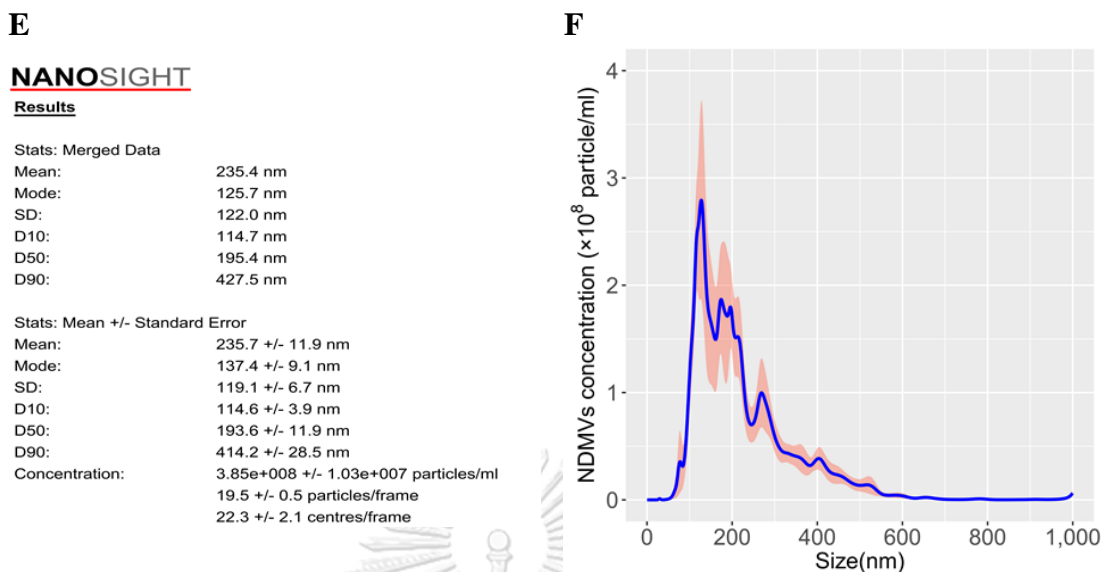 E
NANOSIGHT
Results
Stats: Merged Data
Mean: 235.4 nm
Mode: 125.7 nm
SD: 122.0 nm
D10: 114.7 nm
D50: 195.4 nm
D90: 427.5 nm
Stats: Mean +/- Standard Error
Mean: 235.7 +/- 11.9 nm
Mode: 137.4 +/- 9.1 nm
SD: 119.1 +/- 6.7 nm
D10: 114.6 +/- 3.9 nm
D50: 193.6 +/- 11.9 nm
D90: 414.2 +/- 28.5 nm
Concentration: 3.85e+008 +/- 1.03e+007 particles/ml
19.5 +/- 0.5 particles/frame
22.3 +/- 2.1 centres/frame
F
NDMVs concentration (×10⁸ particle/ml)
4
3
2
1
0
0 200 400 600 800 1,000
Size(nm)